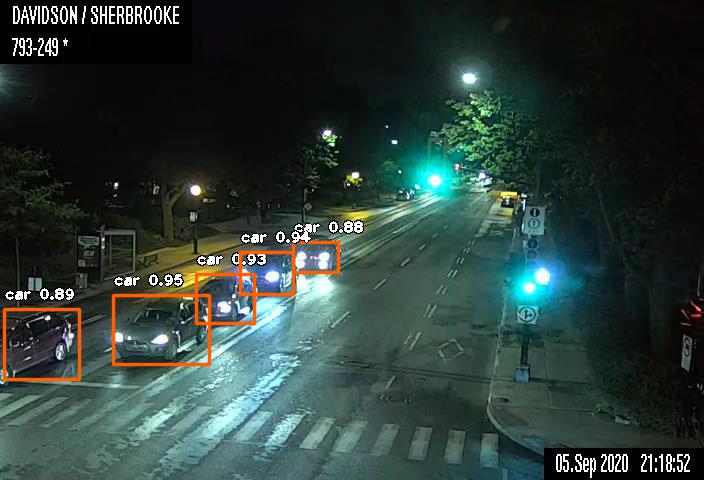 DAVIDSON / SHERBROOKE
793-249 *
car 0.88
car 0.94
car 0.93
car 0.95
car 0.89
05.Sep 2020 21:18:52